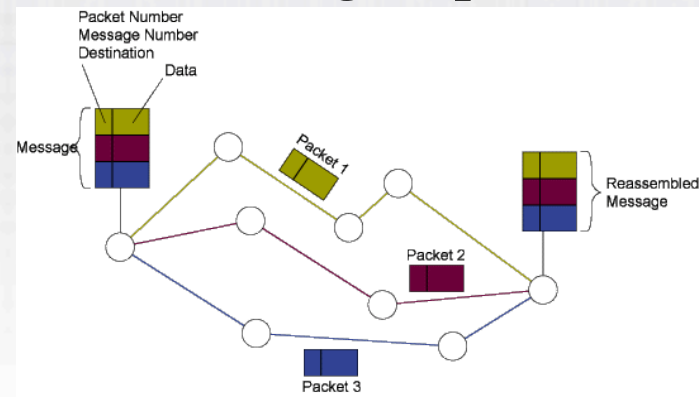 Packet Number
Message Number
Destination
Data
Message
Packet 1
Reassembled
Message
Packet 2
Packet 3